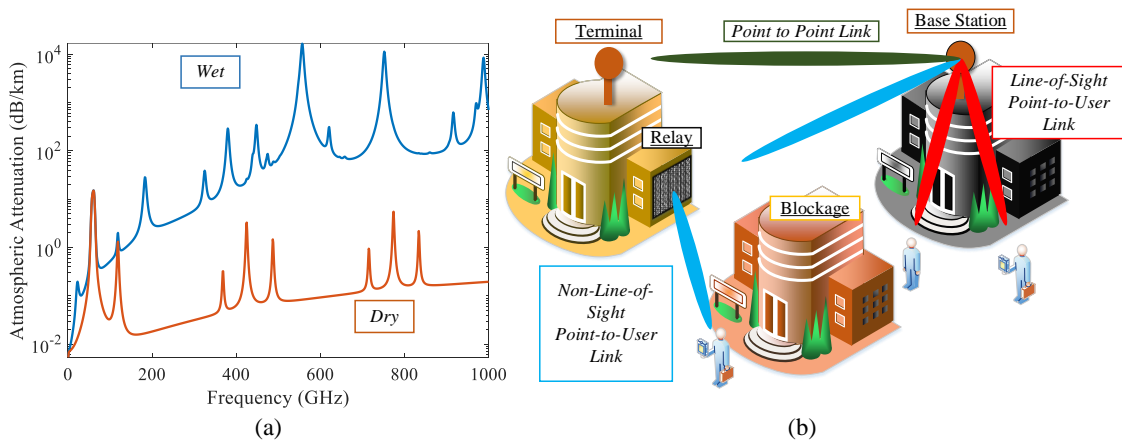 Atmospheric Attenuation (dB/km)
10^4
10^2
10^0
10^-2
Wet
Dry
0
200
400
600
800
1000
Frequency (GHz)
(a)
Terminal
Point to Point Link
Base Station
Line-of-Sight
Point-to-User
Link
Relay
Blockage
Non-Line-of-
Sight
Point-to-User
Link
(b)